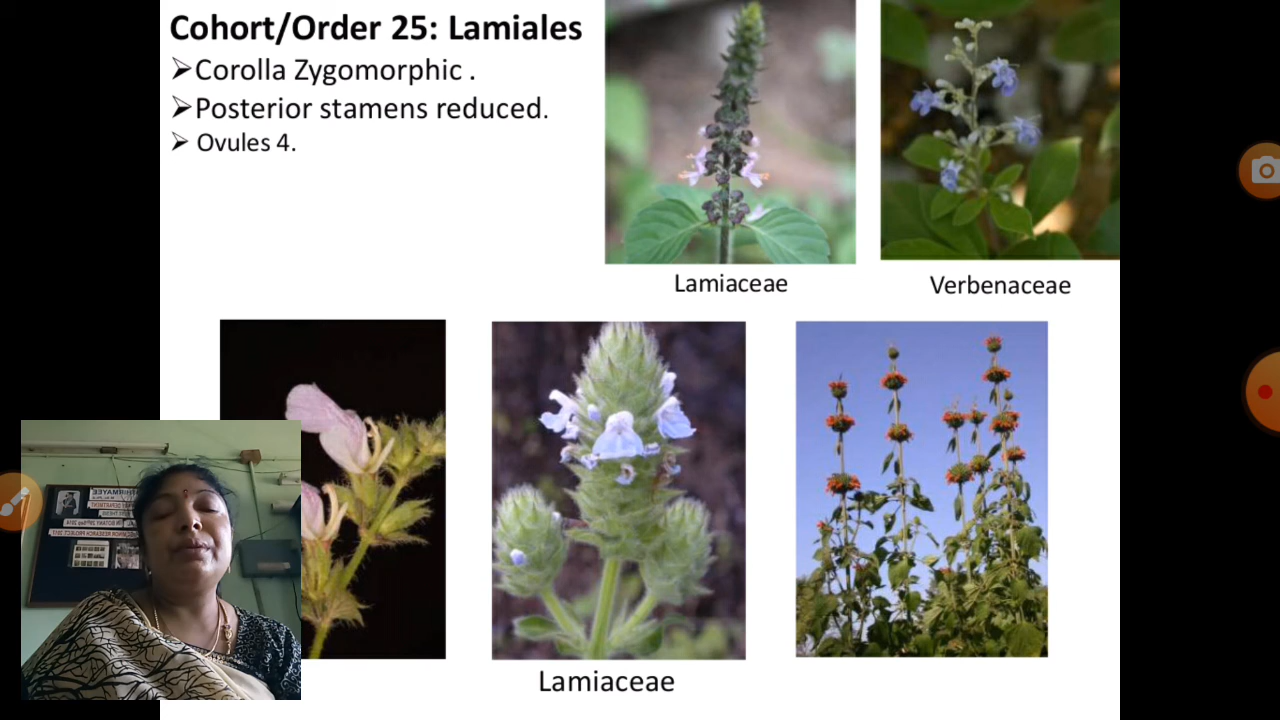 Cohort/Order 25: Lamiales
➢Corolla Zygomorphic .
➢Posterior stamens reduced.
➢ Ovules 4.
Lamiaceae
Verbenaceae
Lamiaceae